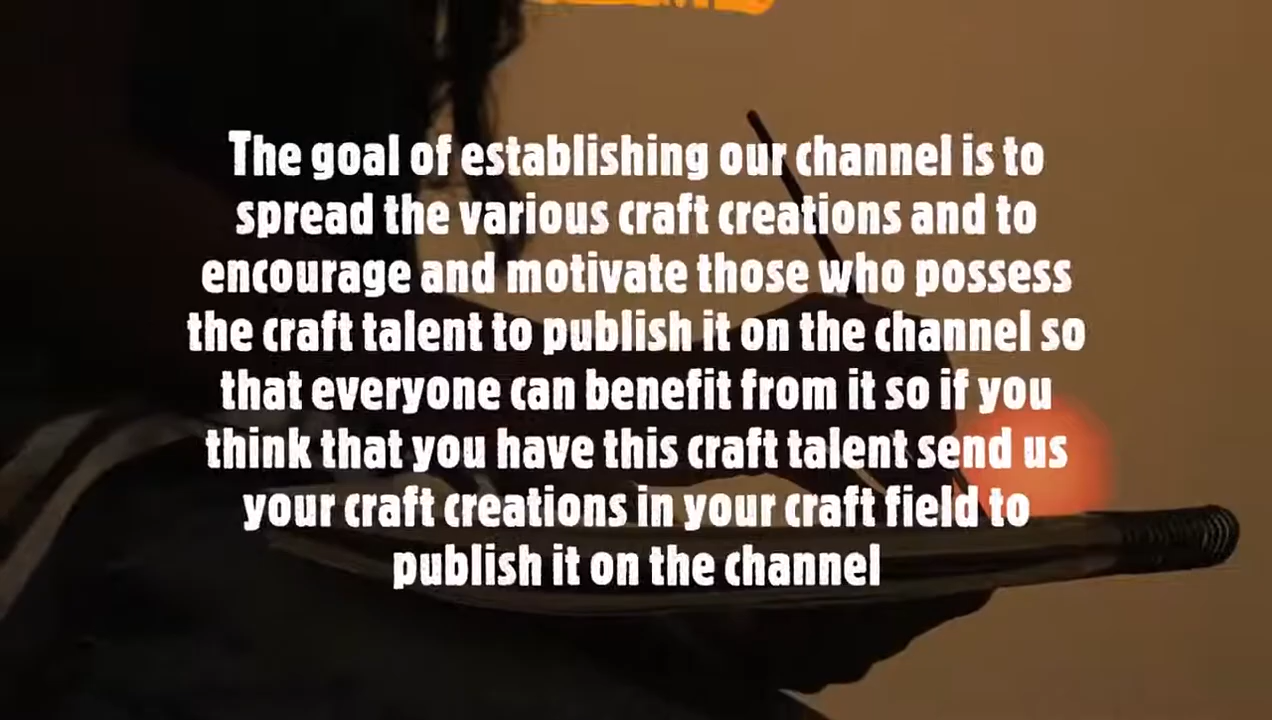 The goal of establishing our channel is to
spread the various craft creations and to
encourage and motivate those who possess
the craft talent to publish it on the channel so
that everyone can benefit from it so if you
think that you have this craft talent send us
your craft creations in your craft field to
publish it on the channel